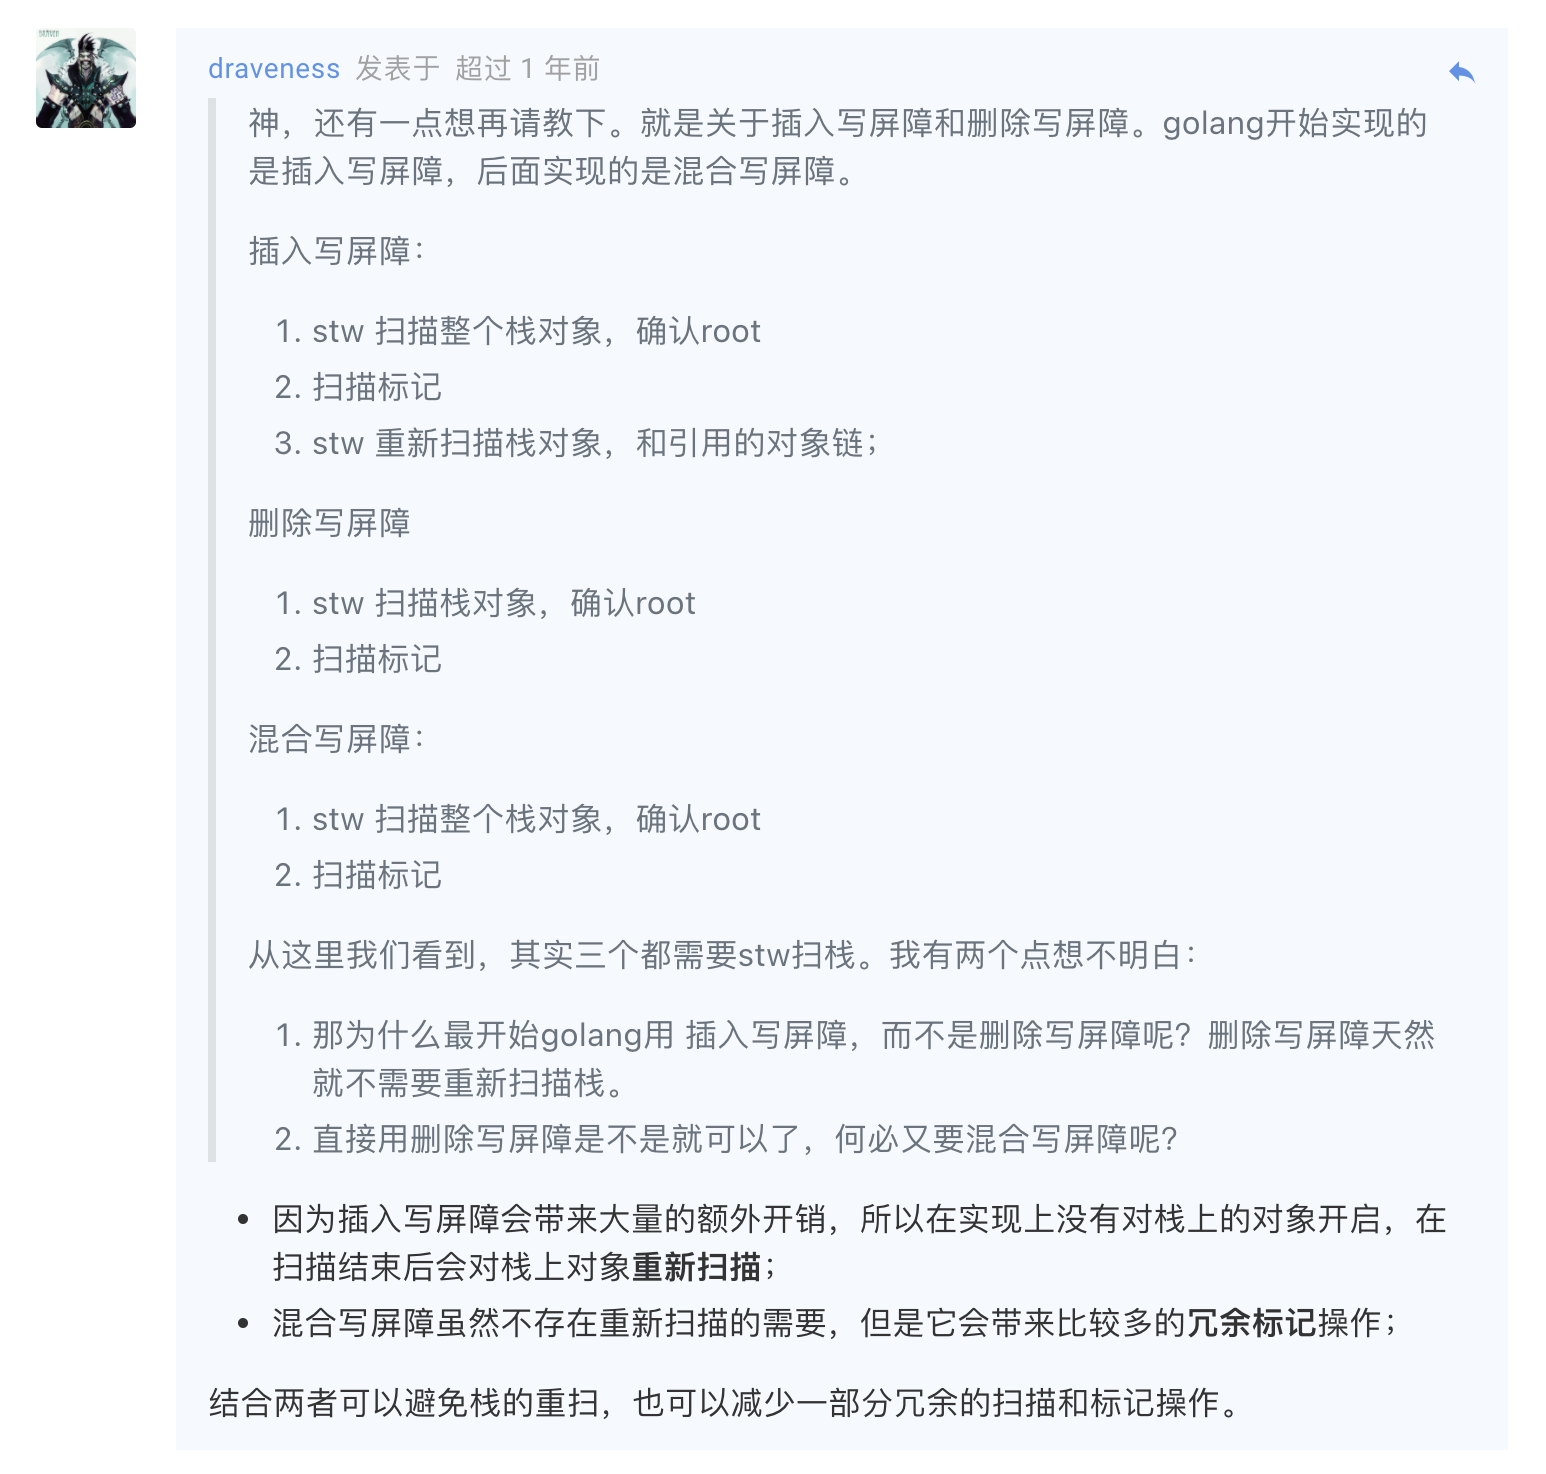 draveness 发表于 超过 1 年前
神，还有一点想再请教下。就是关于插入写屏障和删除写屏障。golang开始实现的
是插入写屏障，后面实现的是混合写屏障。
插入写屏障：
1. stw 扫描整个栈对象，确认root
2. 扫描标记
3. stw 重新扫描栈对象，和引用的对象链；
删除写屏障
1. stw 扫描栈对象，确认root
2. 扫描标记
混合写屏障：
1. stw 扫描整个栈对象，确认root
2. 扫描标记
从这里我们看到，其实三个都需要stw扫栈。我有两个点想不明白：
1. 那为什么最开始golang用 插入写屏障，而不是删除写屏障呢？删除写屏障天然
就不需要重新扫描栈。
2. 直接用删除写屏障是不是就可以了，何必又要混合写屏障呢?
• 因为插入写屏障会带来大量的额外开销，所以在实现上没有对栈上的对象开启，在
扫描结束后会对栈上对象重新扫描；
• 混合写屏障虽然不存在重新扫描的需要，但是它会带来比较多的冗余标记操作；
结合两者可以避免栈的重扫，也可以减少一部分冗余的扫描和标记操作。